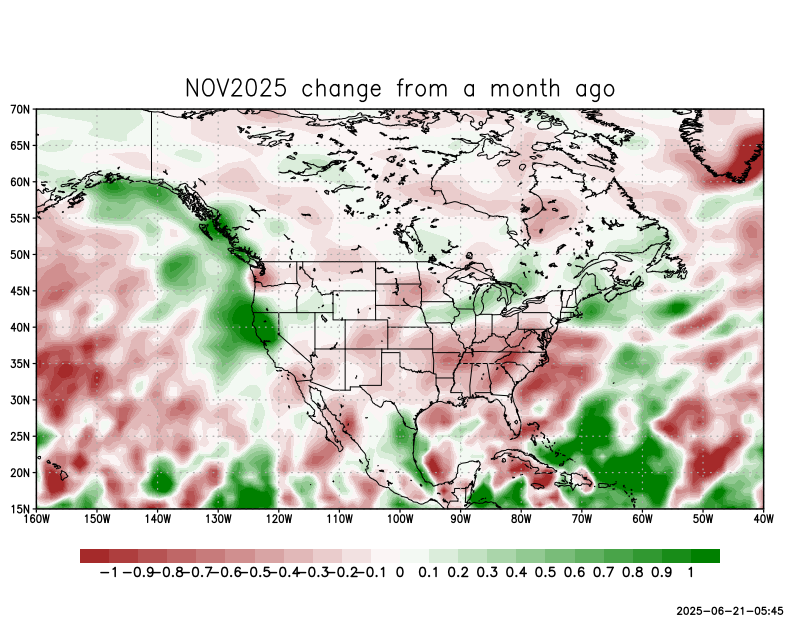 NOV2025 change from a month ago
70N
65N
60N
55N
50N
45N
40N
35N
30N
25N
20N
15N
160W 150W 140W 130W 120W 110W 100W 90W 80W 70W 60W 50W 40W
-1 -0.9 -0.8 -0.7 -0.6 -0.5 -0.4 -0.3 -0.2 -0.1 0 0.1 0.2 0.3 0.4 0.5 0.6 0.7 0.8 0.9 1
2025-06-21-05:45